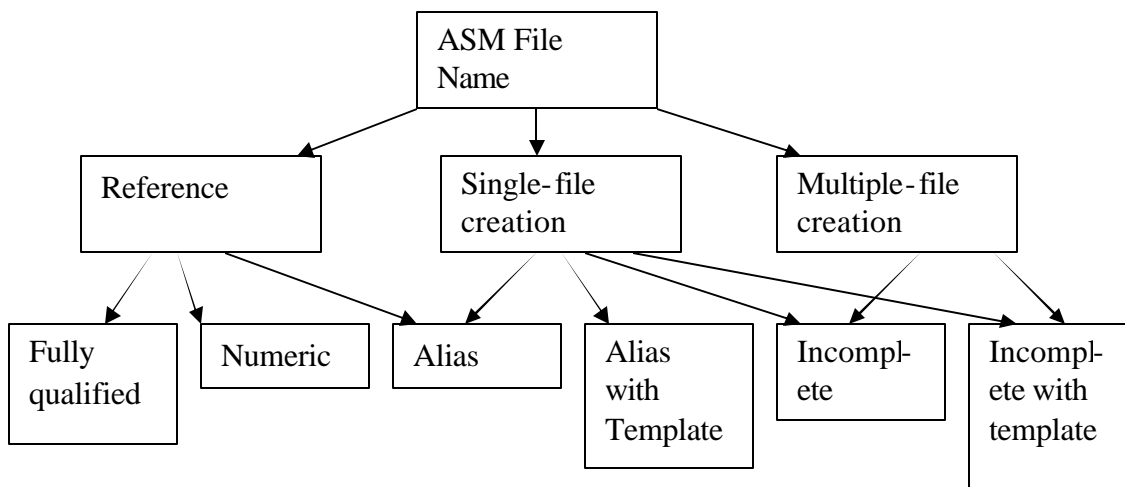 ASM File
Name
Reference
Single-file
creation
Multiple-file
creation
Fully
qualified
Numeric
Alias
Alias
with
Template
Incompl-
ete
Incompl-
ete with
template